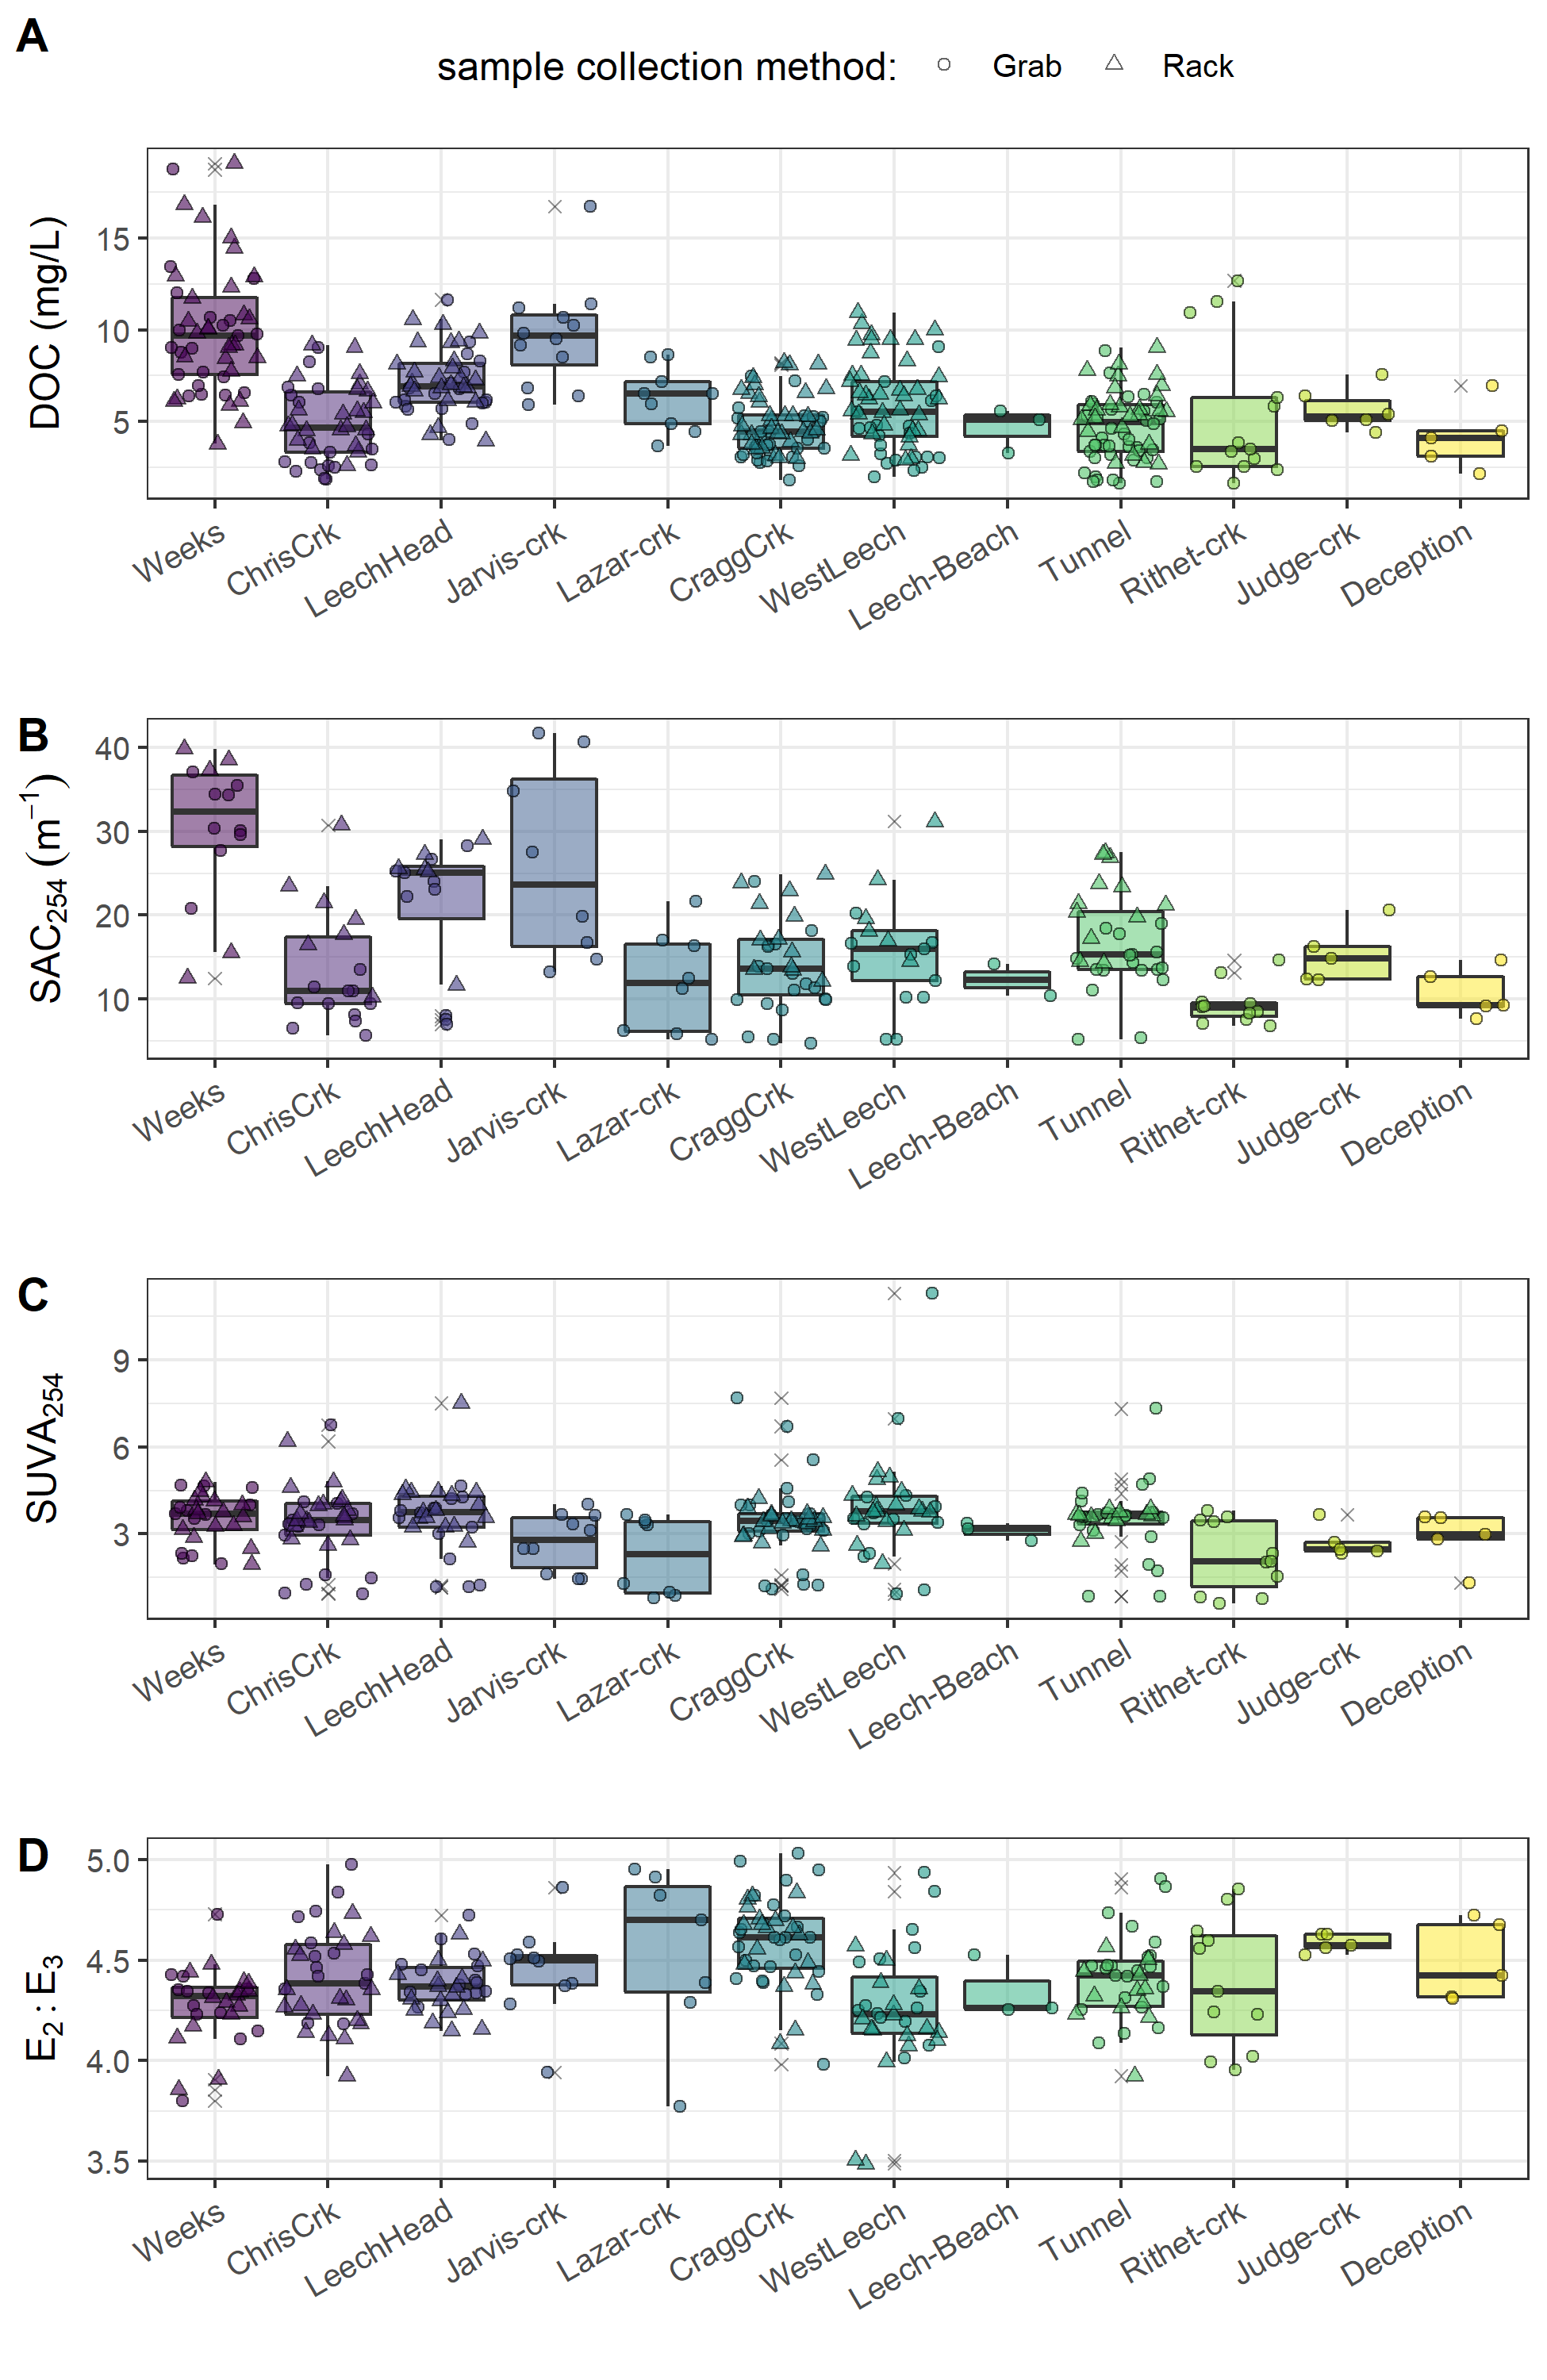 A
sample collection method: Grab Rack
DOC (mg/L)
15
10
5
Weeks ChrisCrk LeechHead Jarvis-crk Lazar-crk CraggCrk WestLeech Leech-Beach Tunnel Rithet-crk Judge-crk Deception
B
SAC254 (m−1)
40
30
20
10
Weeks ChrisCrk LeechHead Jarvis-crk Lazar-crk CraggCrk WestLeech Leech-Beach Tunnel Rithet-crk Judge-crk Deception
C
SUVA254
9
6
3
Weeks ChrisCrk LeechHead Jarvis-crk Lazar-crk CraggCrk WestLeech Leech-Beach Tunnel Rithet-crk Judge-crk Deception
D
E2 : E3
5.0
4.5
4.0
3.5
Weeks ChrisCrk LeechHead Jarvis-crk Lazar-crk CraggCrk WestLeech Leech-Beach Tunnel Rithet-crk Judge-crk Deception